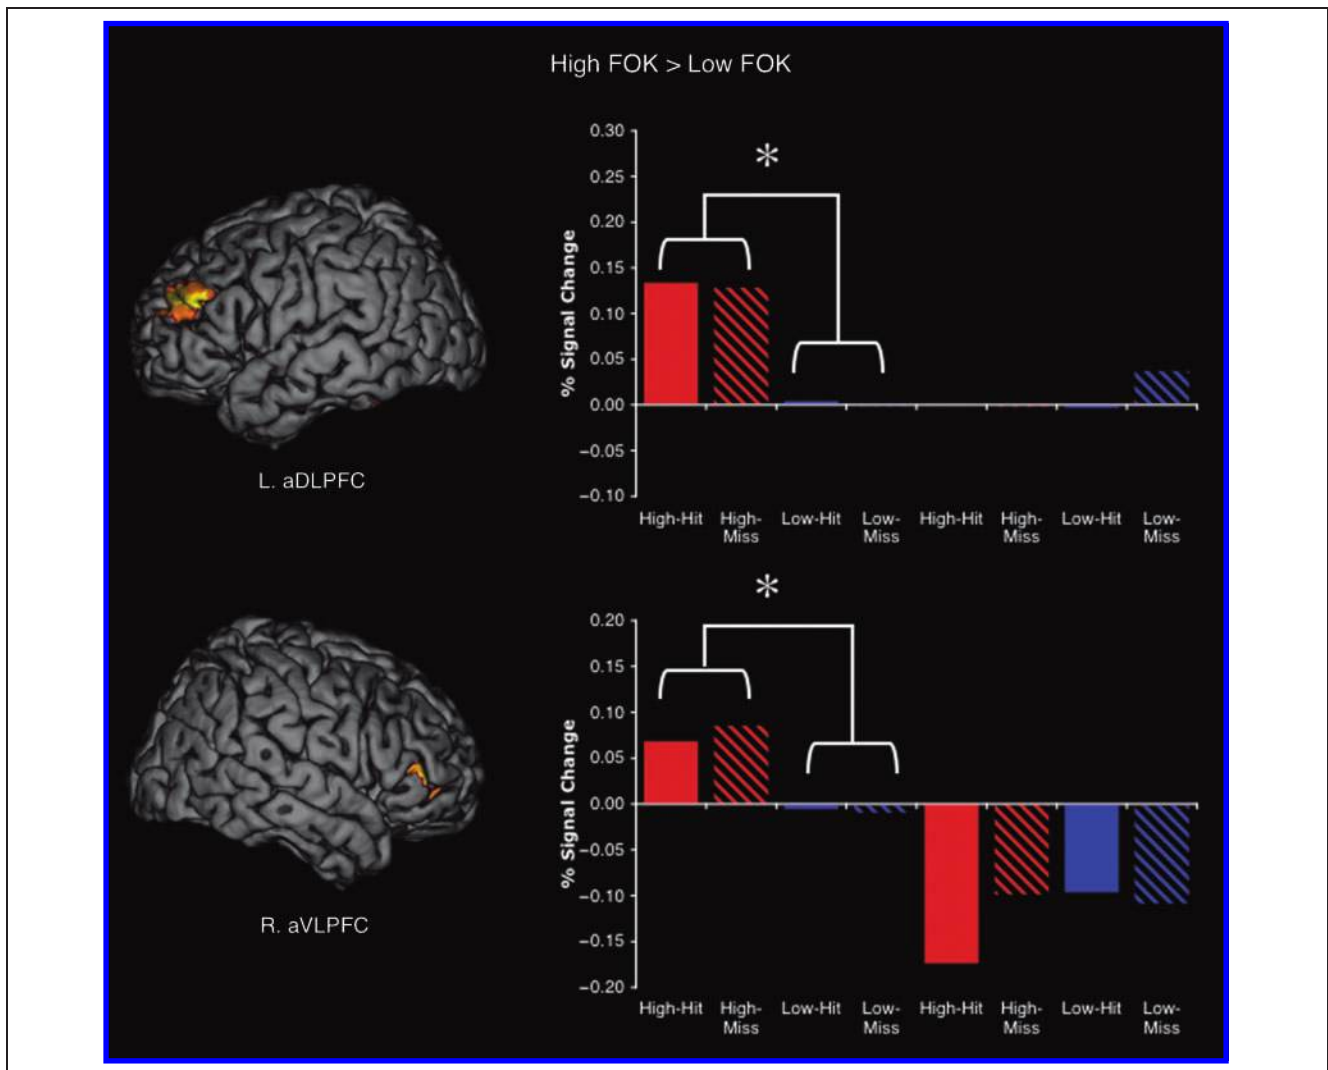 High FOK > Low FOK
*
% Signal Change
0.30
0.25
0.20
0.15
0.10
0.05
0.00
−0.05
−0.10
High-Hit
High-
Miss
Low-Hit
Low-
Miss
High-Hit
High-
Miss
Low-Hit
Low-
Miss
L. aDLPFC
*
% Signal Change
0.20
0.15
0.10
0.05
0.00
−0.05
−0.10
−0.15
−0.20
High-Hit
High-
Miss
Low-Hit
Low-
Miss
High-Hit
High-
Miss
Low-Hit
Low-
Miss
R. aVLPFC